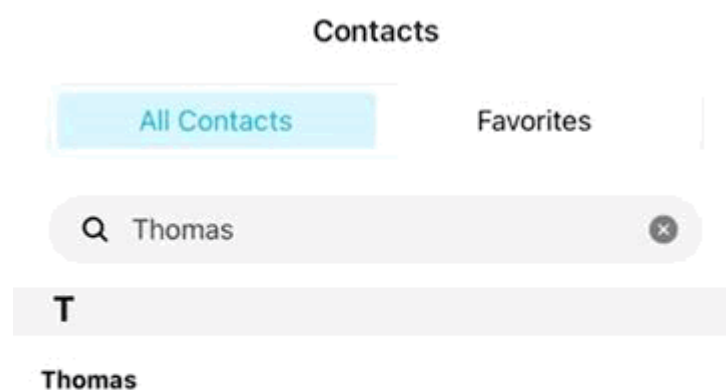 Contacts
All Contacts Favorites
Thomas
T
Thomas